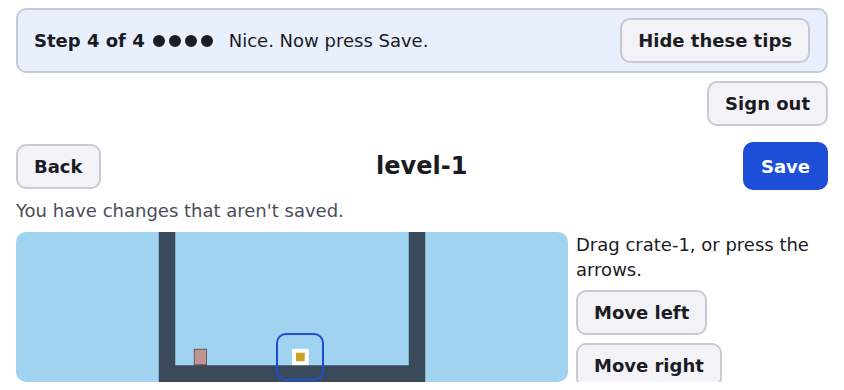 Step 4 of 4
Nice. Now press Save.
Hide these tips
Sign out
Back
level-1
Save
You have changes that aren't saved.
Drag crate-1, or press the
arrows.
Move left
Move right